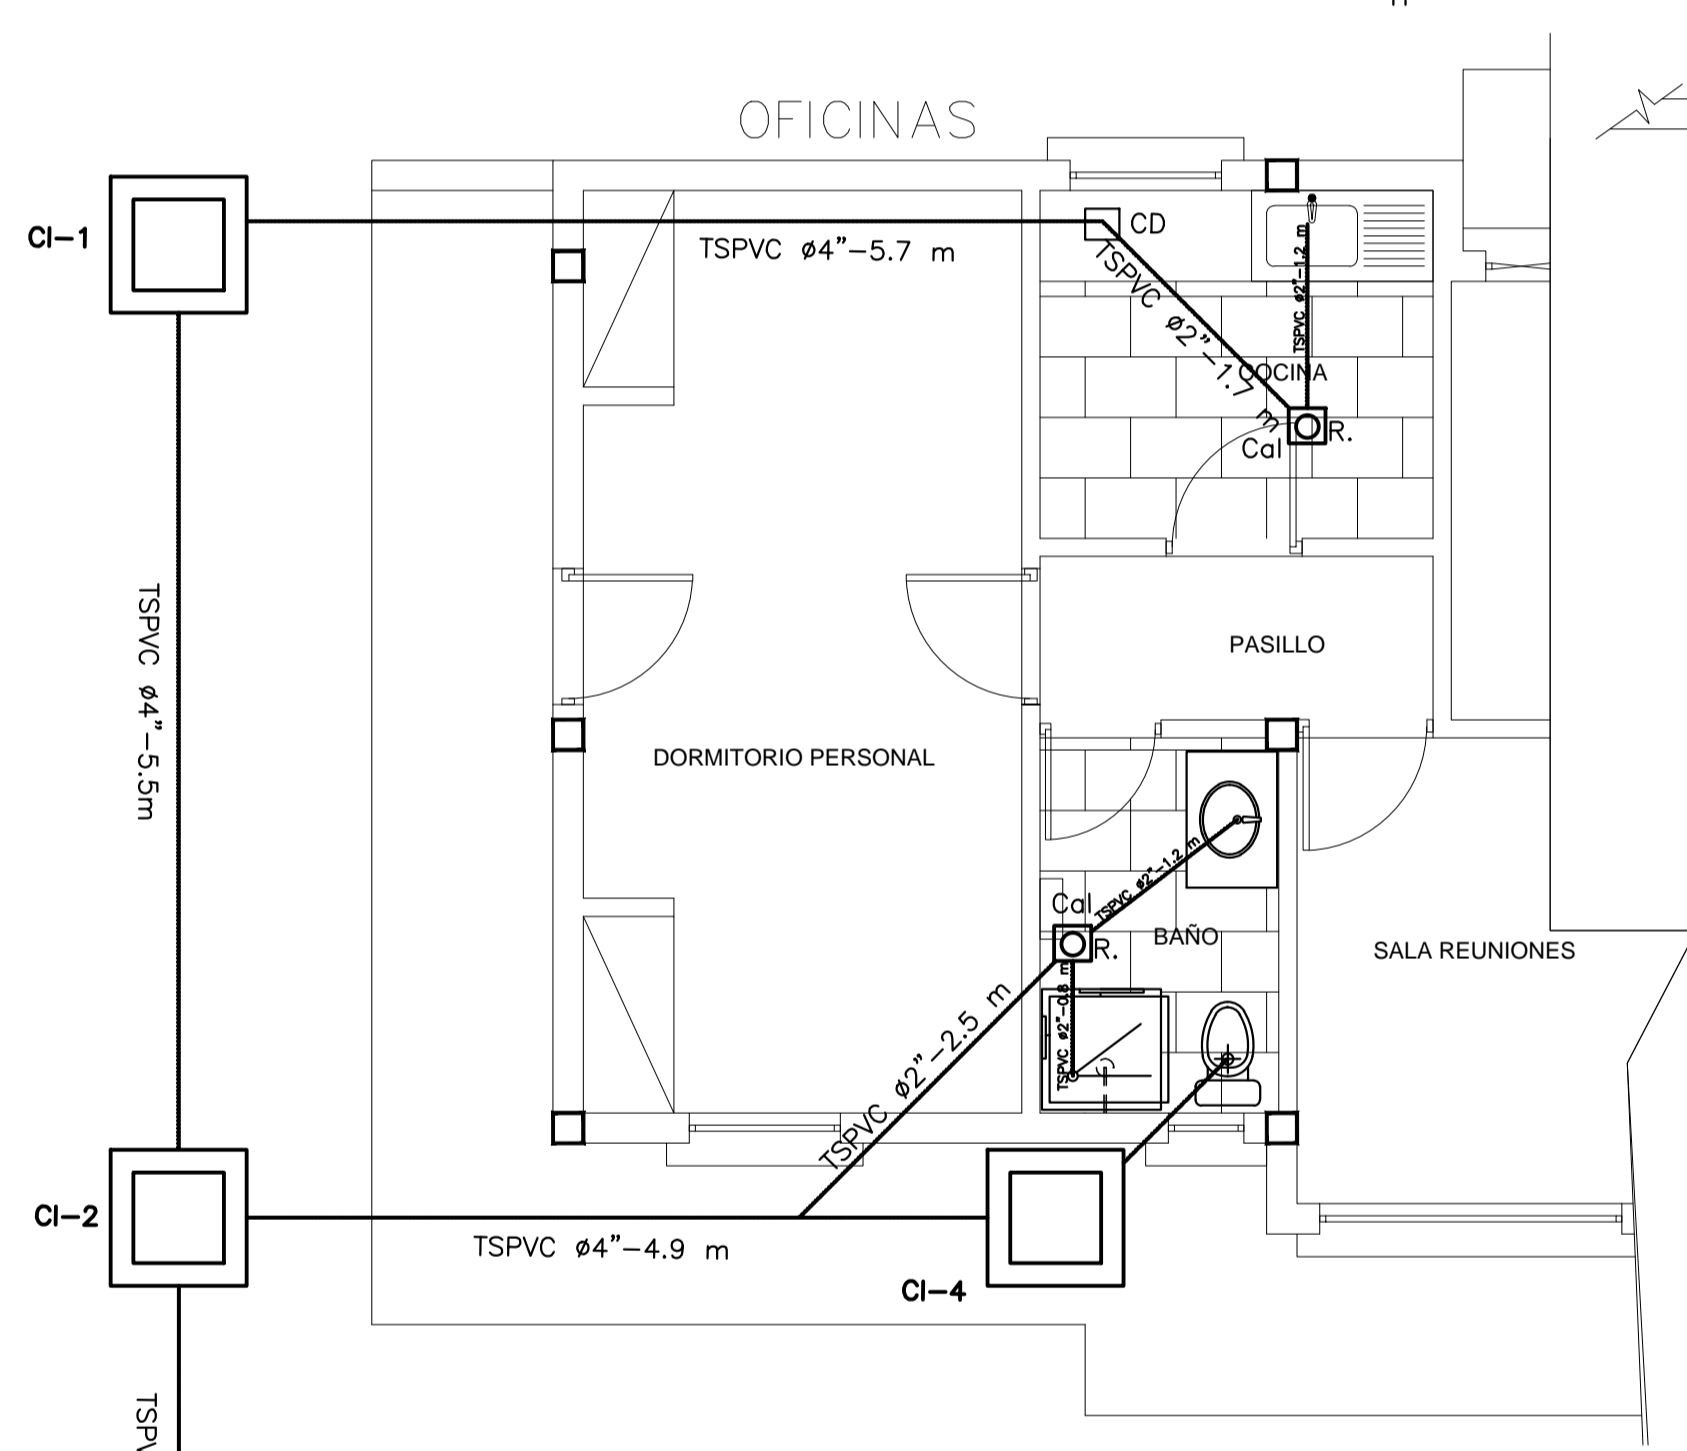 OFICINAS
CI-1
TSPVC ø4"-5.7 m
CD
TSPVC ø2"-1.7 m
TSPVC ø2"-1.2 m
COCINA
Cal
R.
TSPVC ø4"-5.5m
PASILLO
DORMITORIO PERSONAL
TSPVC ø2"-1.2 m
Cal
R.
BAÑO
SALA REUNIONES
TSPVC ø2"-0.8 m
TSPVC ø2"-2.5 m
CI-2
TSPVC ø4"-4.9 m
CI-4
TSPV